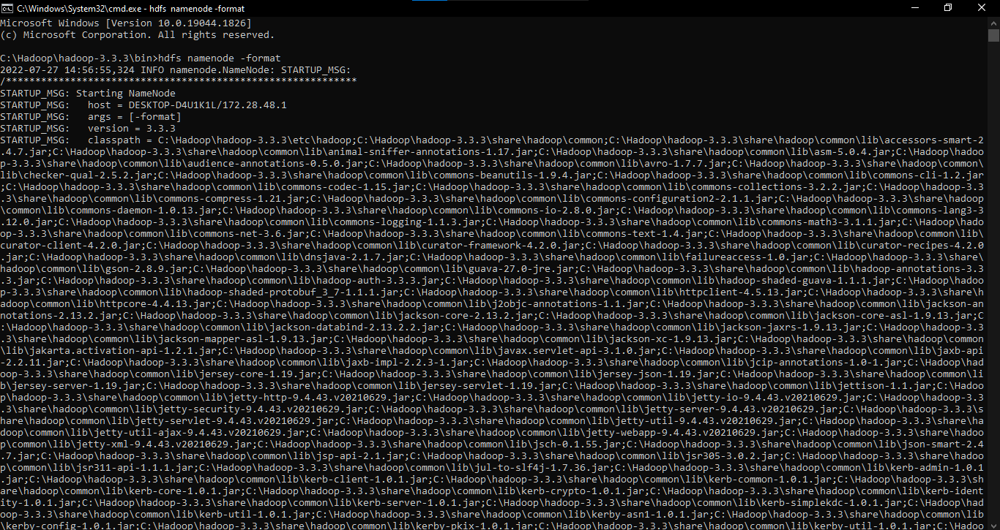 C:\Windows\System32\cmd.exe - hdfs  namenode -format
Microsoft Windows [Version 10.0.19044.1826]
(c) Microsoft Corporation. All rights reserved.
C:\Hadoop\hadoop-3.3.3\bin>hdfs namenode -format
2022-07-27 14:56:55,324 INFO namenode.NameNode: STARTUP_MSG:
/************************************************************
STARTUP_MSG: Starting NameNode
STARTUP_MSG:   host = DESKTOP-D4U1K1L/172.28.48.1
STARTUP_MSG:   args = [-format]
STARTUP_MSG:   version = 3.3.3
STARTUP_MSG:   classpath = C:\Hadoop\hadoop-3.3.3\etc\hadoop;C:\Hadoop\hadoop-3.3.3\share\hadoop\common;C:\Hadoop\hadoop-3.3.3\share\hadoop\common\lib\accessors-smart-2
.4.7.jar;C:\Hadoop\hadoop-3.3.3\share\hadoop\common\lib\animal-sniffer-annotations-1.17.jar;C:\Hadoop\hadoop-3.3.3\share\hadoop\common\lib\asm-5.0.4.jar;C:\Hadoop\hadoo
p-3.3.3\share\hadoop\common\lib\audience-annotations-0.5.0.jar;C:\Hadoop\hadoop-3.3.3\share\hadoop\common\lib\avro-1.7.7.jar;C:\Hadoop\hadoop-3.3.3\share\hadoop\common\
lib\checker-qual-2.5.2.jar;C:\Hadoop\hadoop-3.3.3\share\hadoop\common\lib\commons-beanutils-1.9.4.jar;C:\Hadoop\hadoop-3.3.3\share\hadoop\common\lib\commons-cli-1.2.jar
;C:\Hadoop\hadoop-3.3.3\share\hadoop\common\lib\commons-codec-1.15.jar;C:\Hadoop\hadoop-3.3.3\share\hadoop\common\lib\commons-collections-3.2.2.jar;C:\Hadoop\hadoop-3.3
.3\share\hadoop\common\lib\commons-compress-1.21.jar;C:\Hadoop\hadoop-3.3.3\share\hadoop\common\lib\commons-configuration2-2.1.1.jar;C:\Hadoop\hadoop-3.3.3\share\hadoop
\common\lib\commons-daemon-1.0.13.jar;C:\Hadoop\hadoop-3.3.3\share\hadoop\common\lib\commons-io-2.8.0.jar;C:\Hadoop\hadoop-3.3.3\share\hadoop\common\lib\commons-lang3-3
.12.0.jar;C:\Hadoop\hadoop-3.3.3\share\hadoop\common\lib\commons-logging-1.1.3.jar;C:\Hadoop\hadoop-3.3.3\share\hadoop\common\lib\commons-math3-3.1.1.jar;C:\Hadoop\hado
op-3.3.3\share\hadoop\common\lib\commons-net-3.6.jar;C:\Hadoop\hadoop-3.3.3\share\hadoop\common\lib\commons-text-1.4.jar;C:\Hadoop\hadoop-3.3.3\share\hadoop\common\lib\
curator-client-4.2.0.jar;C:\Hadoop\hadoop-3.3.3\share\hadoop\common\lib\curator-framework-4.2.0.jar;C:\Hadoop\hadoop-3.3.3\share\hadoop\common\lib\curator-recipes-4.2.0
.jar;C:\Hadoop\hadoop-3.3.3\share\hadoop\common\lib\dnsjava-2.1.7.jar;C:\Hadoop\hadoop-3.3.3\share\hadoop\common\lib\failureaccess-1.0.jar;C:\Hadoop\hadoop-3.3.3\share\
hadoop\common\lib\gson-2.8.9.jar;C:\Hadoop\hadoop-3.3.3\share\hadoop\common\lib\guava-27.0-jre.jar;C:\Hadoop\hadoop-3.3.3\share\hadoop\common\lib\hadoop-annotations-3.3
.3.jar;C:\Hadoop\hadoop-3.3.3\share\hadoop\common\lib\hadoop-auth-3.3.3.jar;C:\Hadoop\hadoop-3.3.3\share\hadoop\common\lib\hadoop-shaded-guava-1.1.1.jar;C:\Hadoop\hadoo
p-3.3.3\share\hadoop\common\lib\hadoop-shaded-protobuf_3_7-1.1.1.jar;C:\Hadoop\hadoop-3.3.3\share\hadoop\common\lib\httpclient-4.5.13.jar;C:\Hadoop\hadoop-3.3.3\share\h
adoop\common\lib\httpcore-4.4.13.jar;C:\Hadoop\hadoop-3.3.3\share\hadoop\common\lib\j2objc-annotations-1.1.jar;C:\Hadoop\hadoop-3.3.3\share\hadoop\common\lib\jackson-an
notations-2.13.2.jar;C:\Hadoop\hadoop-3.3.3\share\hadoop\common\lib\jackson-core-2.13.2.jar;C:\Hadoop\hadoop-3.3.3\share\hadoop\common\lib\jackson-core-asl-1.9.13.jar;C
:\Hadoop\hadoop-3.3.3\share\hadoop\common\lib\jackson-databind-2.13.2.2.jar;C:\Hadoop\hadoop-3.3.3\share\hadoop\common\lib\jackson-jaxrs-1.9.13.jar;C:\Hadoop\hadoop-3.3
.3\share\hadoop\common\lib\jackson-mapper-asl-1.9.13.jar;C:\Hadoop\hadoop-3.3.3\share\hadoop\common\lib\jackson-xc-1.9.13.jar;C:\Hadoop\hadoop-3.3.3\share\hadoop\common
\lib\jakarta.activation-api-1.2.1.jar;C:\Hadoop\hadoop-3.3.3\share\hadoop\common\lib\javax.servlet-api-3.1.0.jar;C:\Hadoop\hadoop-3.3.3\share\hadoop\common\lib\jaxb-api
-2.2.11.jar;C:\Hadoop\hadoop-3.3.3\share\hadoop\common\lib\jaxb-impl-2.2.3-1.jar;C:\Hadoop\hadoop-3.3.3\share\hadoop\common\lib\jcip-annotations-1.0-1.jar;C:\Hadoop\had
oop-3.3.3\share\hadoop\common\lib\jersey-core-1.19.jar;C:\Hadoop\hadoop-3.3.3\share\hadoop\common\lib\jersey-json-1.19.jar;C:\Hadoop\hadoop-3.3.3\share\hadoop\common\li
b\jersey-server-1.19.jar;C:\Hadoop\hadoop-3.3.3\share\hadoop\common\lib\jersey-servlet-1.19.jar;C:\Hadoop\hadoop-3.3.3\share\hadoop\common\lib\jettison-1.1.jar;C:\Hadoo
p\hadoop-3.3.3\share\hadoop\common\lib\jetty-http-9.4.43.v20210629.jar;C:\Hadoop\hadoop-3.3.3\share\hadoop\common\lib\jetty-io-9.4.43.v20210629.jar;C:\Hadoop\hadoop-3.3
.3\share\hadoop\common\lib\jetty-security-9.4.43.v20210629.jar;C:\Hadoop\hadoop-3.3.3\share\hadoop\common\lib\jetty-server-9.4.43.v20210629.jar;C:\Hadoop\hadoop-3.3.3\s
hare\hadoop\common\lib\jetty-servlet-9.4.43.v20210629.jar;C:\Hadoop\hadoop-3.3.3\share\hadoop\common\lib\jetty-util-9.4.43.v20210629.jar;C:\Hadoop\hadoop-3.3.3\share\ha
doop\common\lib\jetty-util-ajax-9.4.43.v20210629.jar;C:\Hadoop\hadoop-3.3.3\share\hadoop\common\lib\jetty-webapp-9.4.43.v20210629.jar;C:\Hadoop\hadoop-3.3.3\share\hadoo
p\common\lib\jetty-xml-9.4.43.v20210629.jar;C:\Hadoop\hadoop-3.3.3\share\hadoop\common\lib\jsch-0.1.55.jar;C:\Hadoop\hadoop-3.3.3\share\hadoop\common\lib\json-smart-2.4
.7.jar;C:\Hadoop\hadoop-3.3.3\share\hadoop\common\lib\jsp-api-2.1.jar;C:\Hadoop\hadoop-3.3.3\share\hadoop\common\lib\jsr305-3.0.2.jar;C:\Hadoop\hadoop-3.3.3\share\hadoo
p\common\lib\jsr311-api-1.1.1.jar;C:\Hadoop\hadoop-3.3.3\share\hadoop\common\lib\jul-to-slf4j-1.7.36.jar;C:\Hadoop\hadoop-3.3.3\share\hadoop\common\lib\kerb-admin-1.0.1
.jar;C:\Hadoop\hadoop-3.3.3\share\hadoop\common\lib\kerb-client-1.0.1.jar;C:\Hadoop\hadoop-3.3.3\share\hadoop\common\lib\kerb-common-1.0.1.jar;C:\Hadoop\hadoop-3.3.3\sh
are\hadoop\common\lib\kerb-core-1.0.1.jar;C:\Hadoop\hadoop-3.3.3\share\hadoop\common\lib\kerb-crypto-1.0.1.jar;C:\Hadoop\hadoop-3.3.3\share\hadoop\common\lib\kerb-ident
ity-1.0.1.jar;C:\Hadoop\hadoop-3.3.3\share\hadoop\common\lib\kerb-server-1.0.1.jar;C:\Hadoop\hadoop-3.3.3\share\hadoop\common\lib\kerb-simplekdc-1.0.1.jar;C:\Hadoop\had
oop-3.3.3\share\hadoop\common\lib\kerb-util-1.0.1.jar;C:\Hadoop\hadoop-3.3.3\share\hadoop\common\lib\kerby-asn1-1.0.1.jar;C:\Hadoop\hadoop-3.3.3\share\hadoop\common\lib
\kerby-config-1.0.1.jar;C:\Hadoop\hadoop-3.3.3\share\hadoop\common\lib\kerby-pkix-1.0.1.jar;C:\Hadoop\hadoop-3.3.3\share\hadoop\common\lib\kerby-util-1.0.1.jar;C:\Hadoo